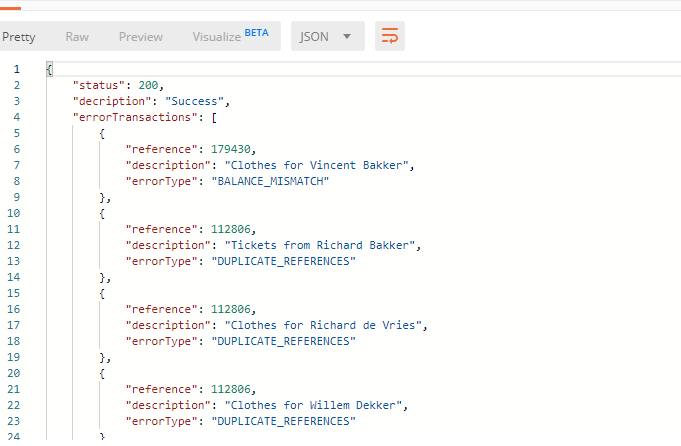 Pretty Raw Preview Visualize BETA JSON
1 {
2 "status": 200,
3 "decription": "Success",
4 "errorTransactions": [
5 {
6 "reference": 179430,
7 "description": "Clothes for Vincent Bakker",
8 "errorType": "BALANCE_MISMATCH"
9 },
10 {
11 "reference": 112806,
12 "description": "Tickets from Richard Bakker",
13 "errorType": "DUPLICATE_REFERENCES"
14 },
15 {
16 "reference": 112806,
17 "description": "Clothes for Richard de Vries",
18 "errorType": "DUPLICATE_REFERENCES"
19 },
20 {
21 "reference": 112806,
22 "description": "Clothes for Willem Dekker",
23 "errorType": "DUPLICATE_REFERENCES"
24 }